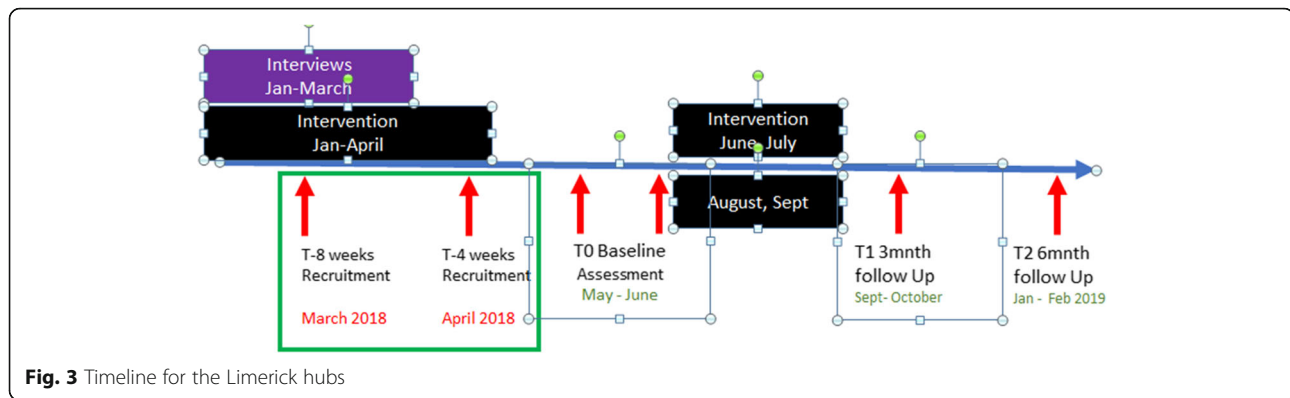 Interviews
Jan-March
Intervention
Jan-April
Intervention
June, July
August, Sept
T-8 weeks
Recruitment
March 2018
T-4 weeks
Recruitment
April 2018
T0 Baseline
Assessment
May - June
T1 3mnth
follow Up
Sept- October
T2 6mnth
follow Up
Jan - Feb 2019
Fig. 3 Timeline for the Limerick hubs